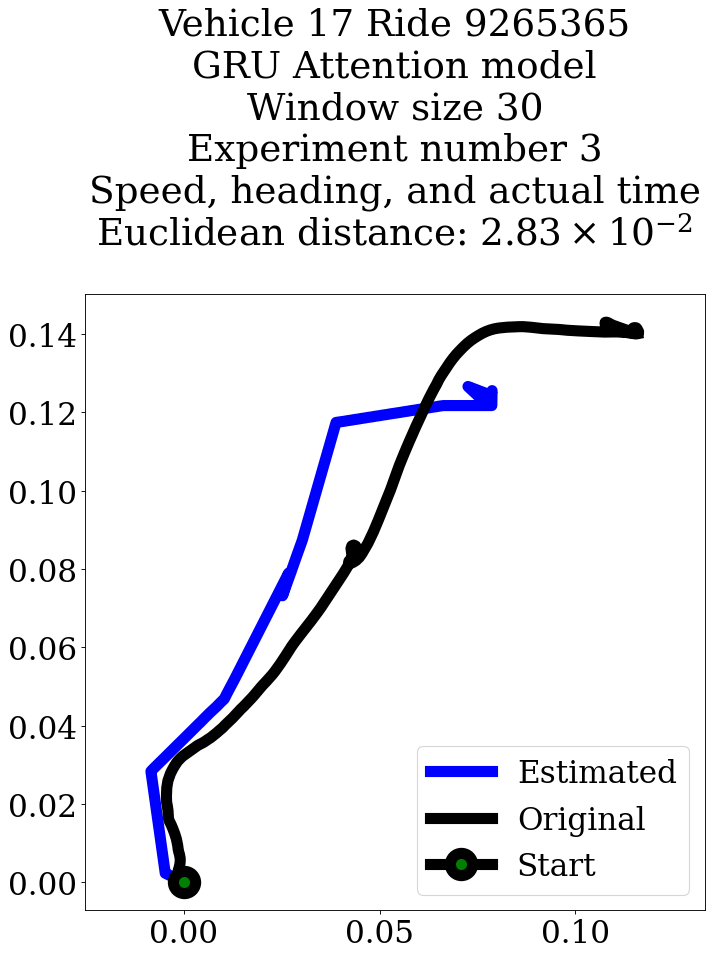 Vehicle 17 Ride 9265365
GRU Attention model
Window size 30
Experiment number 3
Speed, heading, and actual time
Euclidean distance: 2.83 × 10⁻²
0.14
0.12
0.10
0.08
0.06
0.04
0.02
0.00
Estimated
Original
Start
0.00 0.05 0.10